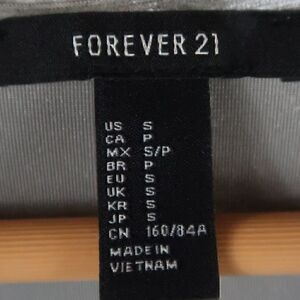 FOREVER 21
US S
CA P
MX S/P
BR P
EU S
UK S
KR S
JP S
CN 160/84A
MADE IN
VIETNAM